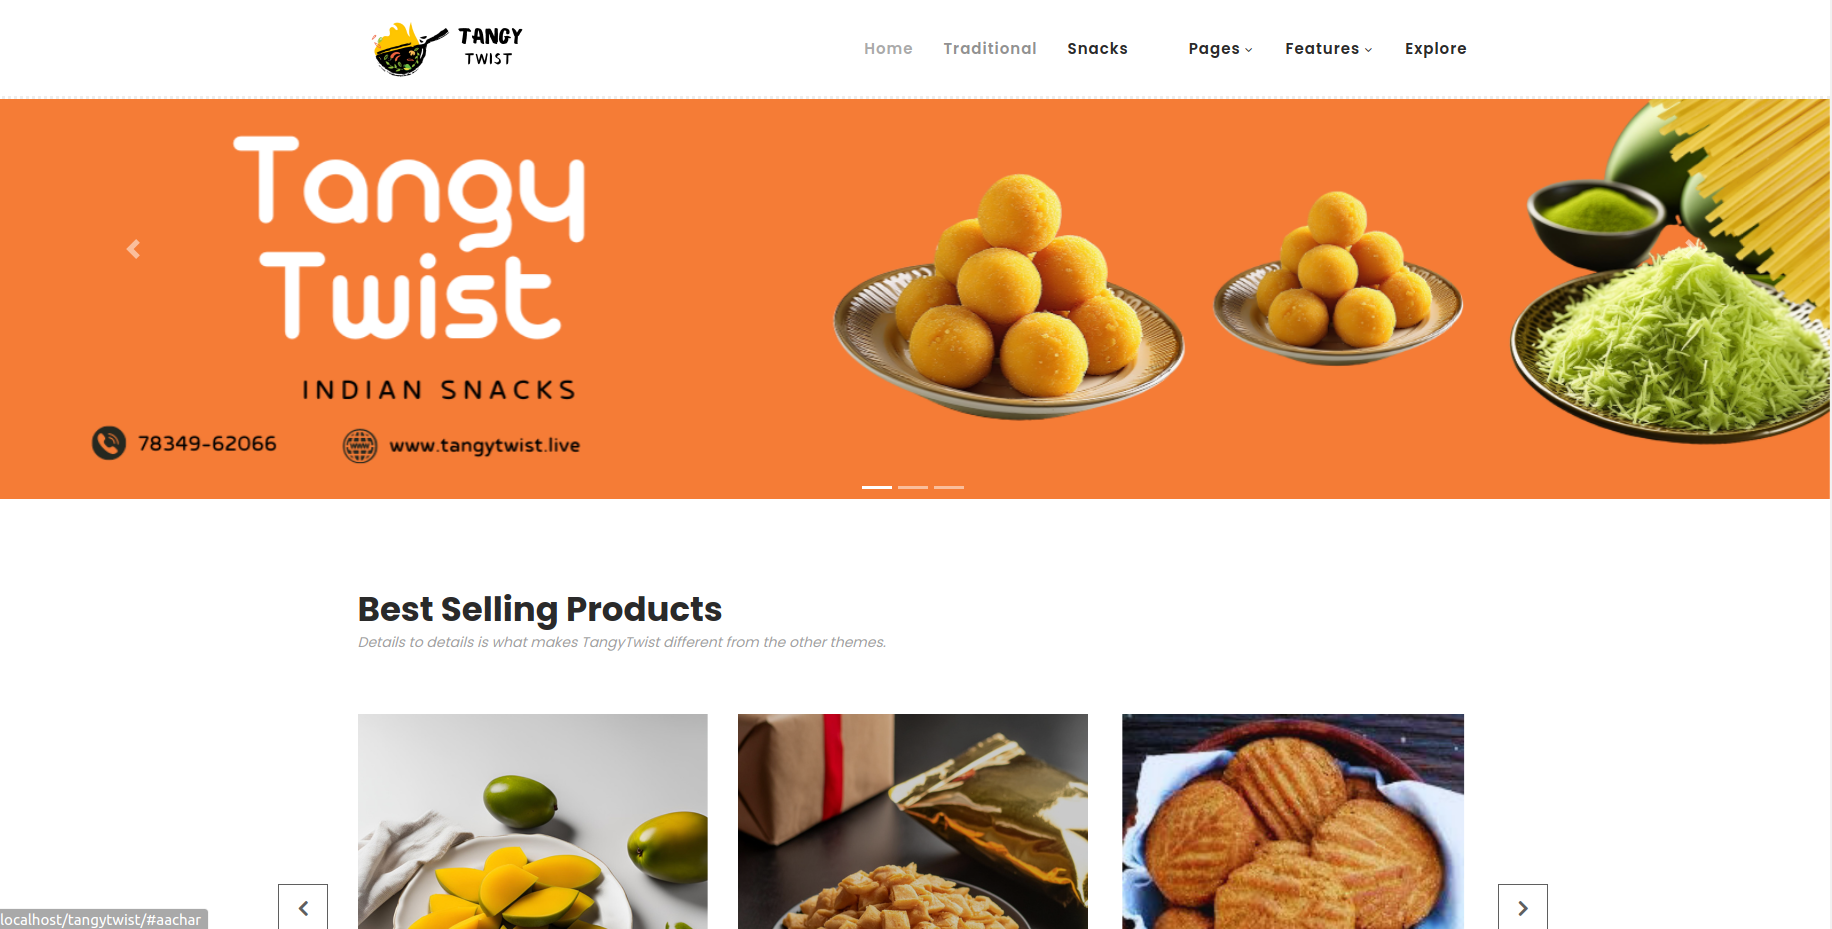 TANGY
TWIST
Home Traditional Snacks Pages Features Explore
Tangy
Twist
INDIAN SNACKS
78349-62066 www.tangytwist.live
Best Selling Products
Details to details is what makes TangyTwist different from the other themes.
localhost/tangytwist/#aachar